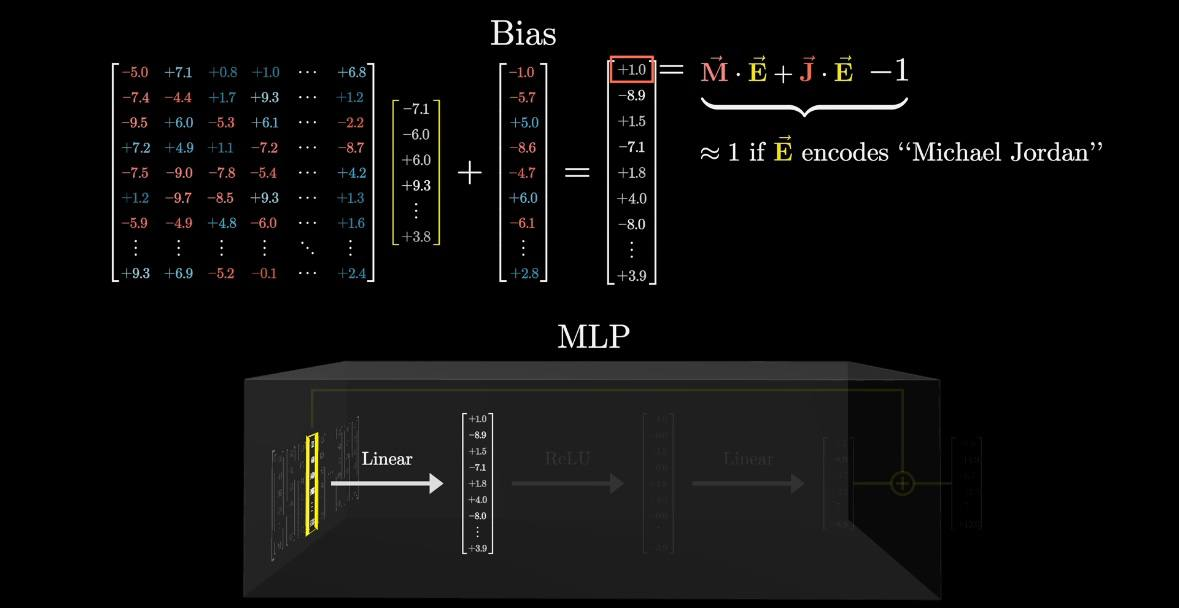 Bias
−5.0 +7.1 +0.8 +1.0 ⋯ +6.8
−7.4 −4.4 +1.7 +9.3 ⋯ +1.2
−9.5 +6.0 −5.3 +6.1 ⋯ −2.2
+7.2 +4.9 +1.1 −7.2 ⋯ −8.7
−7.5 −9.0 −7.8 −5.4 ⋯ +4.2
+1.2 −9.7 −8.5 +9.3 ⋯ +1.3
−5.9 −4.9 +4.8 −6.0 ⋯ +1.6
⋮ ⋮ ⋮ ⋮ ⋱ ⋮
+9.3 +6.9 −5.2 −0.1 ⋯ +2.4
−7.1
−6.0
+6.0
+9.3
⋮
+3.8
+
−1.0
−5.7
+5.0
−8.6
−4.7
+6.0
−6.1
⋮
+2.8
=
+1.0
−8.9
+1.5
−7.1
+1.8
+4.0
−8.0
⋮
+3.9
= M⃗ · E⃗ + J⃗ · E⃗ −1
≈ 1 if E⃗ encodes “Michael Jordan”
MLP
Linear
+1.0
−8.9
+1.5
−7.1
+1.8
+4.0
−8.0
⋮
+3.9
ReLU
Linear